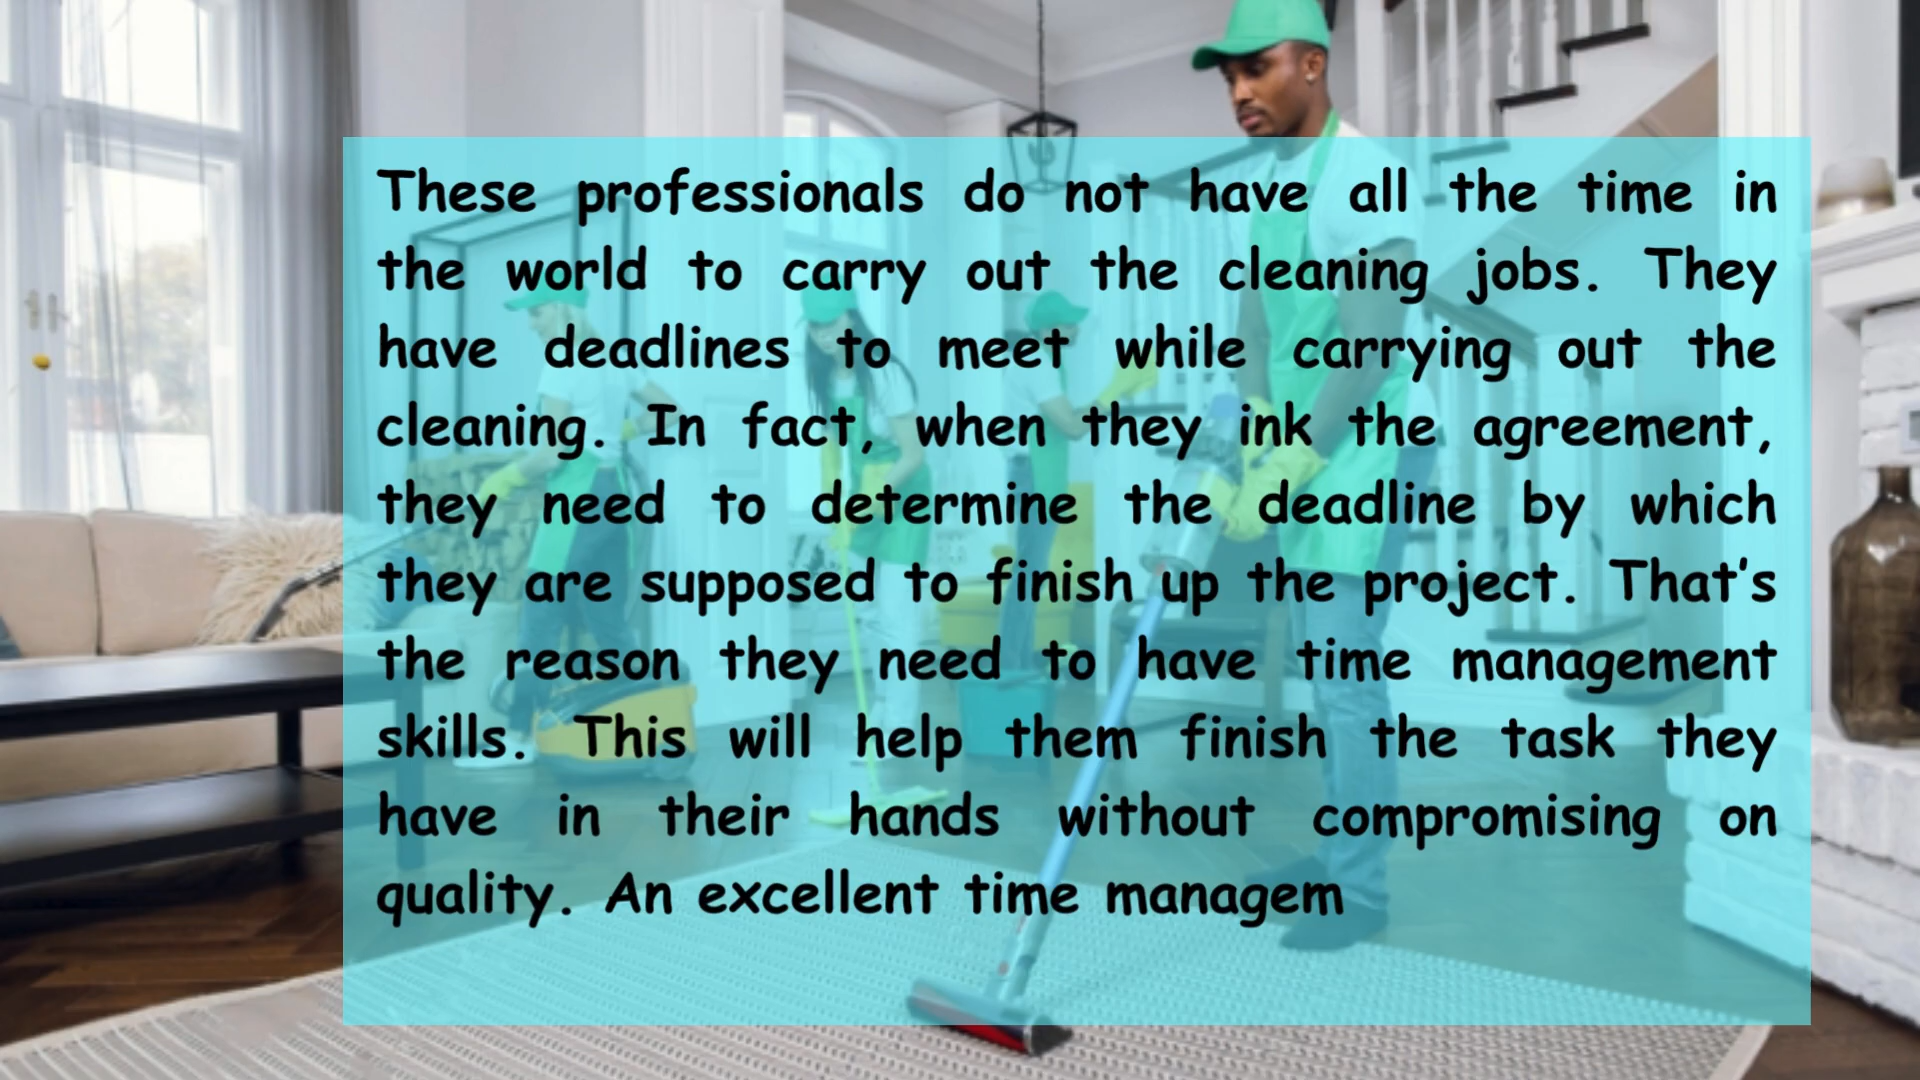 These professionals do not have all the time in
the world to carry out the cleaning jobs. They
have deadlines to meet while carrying out the
cleaning. In fact, when they ink the agreement,
they need to determine the deadline by which
they are supposed to finish up the project. That's
the reason they need to have time management
skills. This will help them finish the task they
have in their hands without compromising on
quality. An excellent time managem